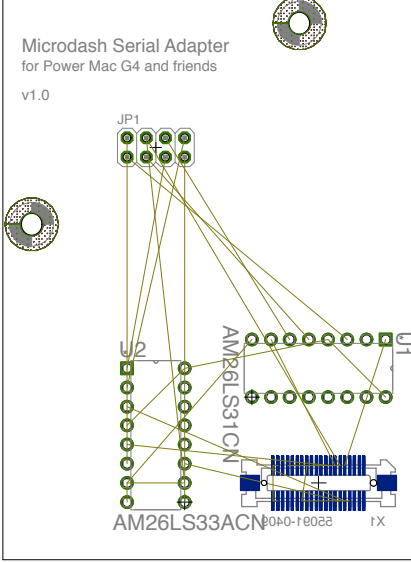 Microdash Serial Adapter
for Power Mac G4 and friends
v1.0
JP1
U2
AM26LS31CN
U1
AM26LS33ACN
55091-0409
X1